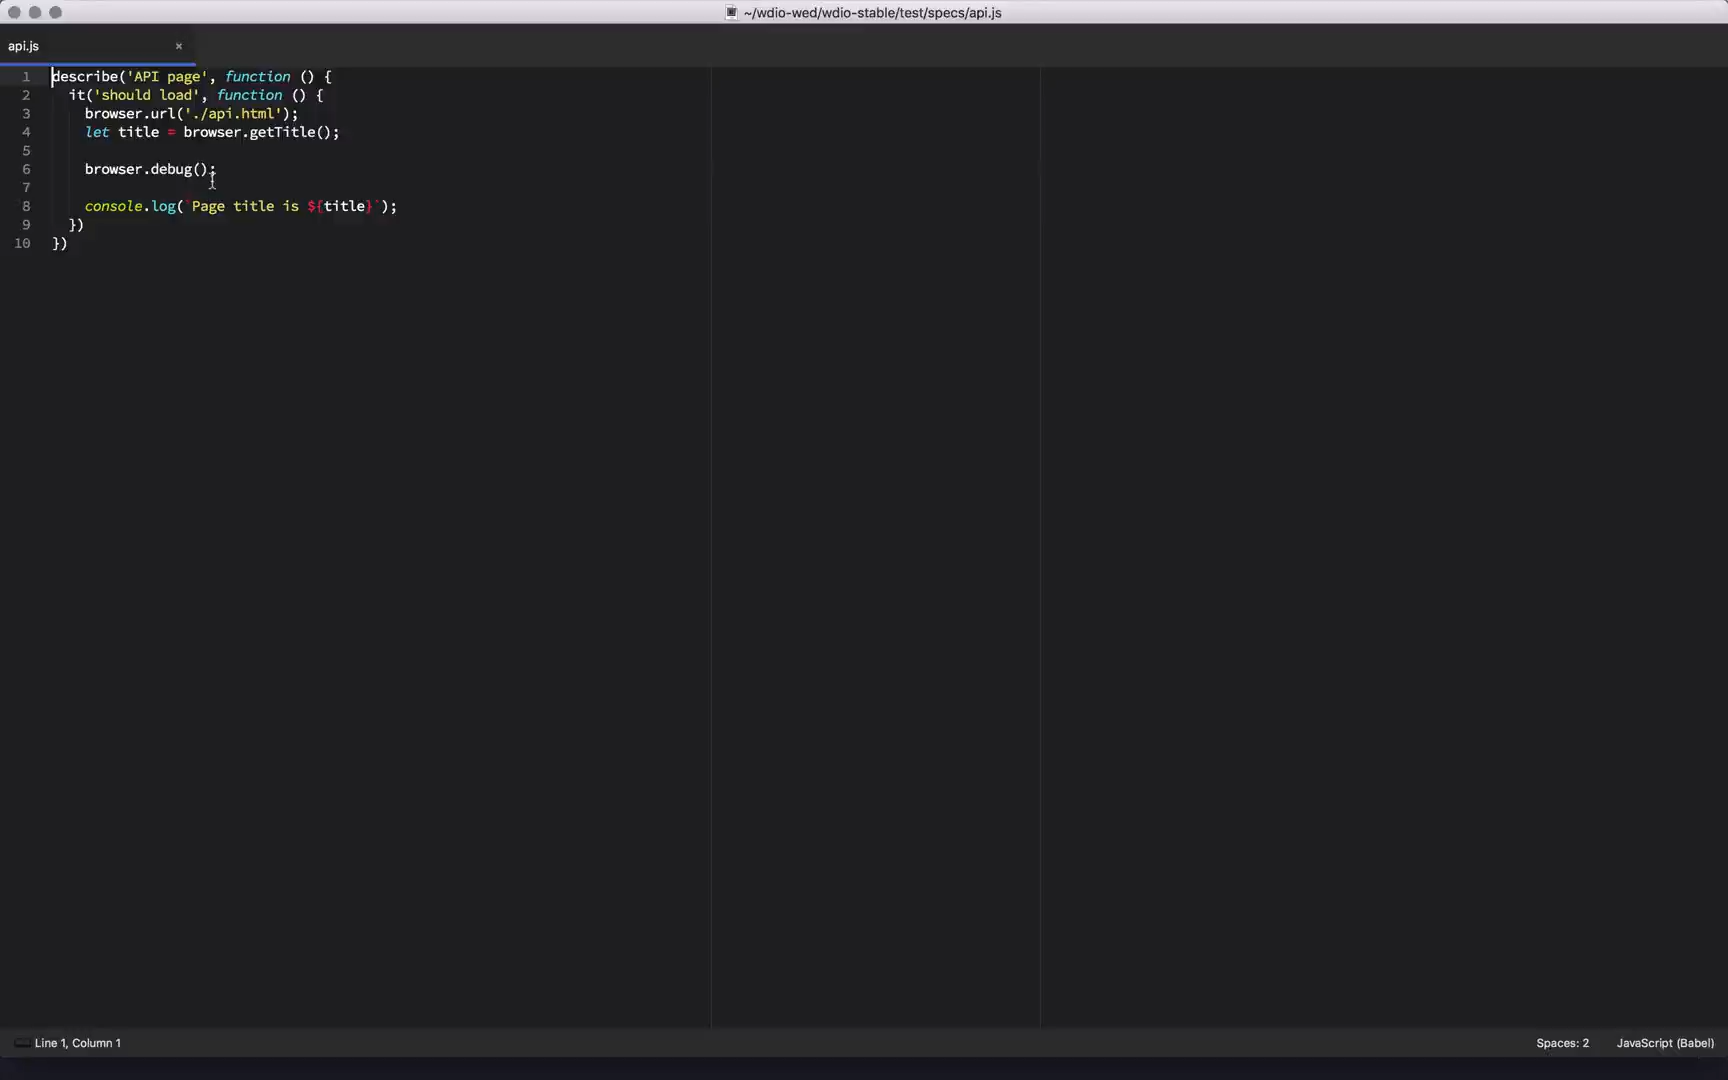 ~/wdio-wed/wdio-stable/test/specs/api.js
api.js ×
1 describe('API page', function () {
2 it('should load', function () {
3 browser.url('./api.html');
4 let title = browser.getTitle();
5
6 browser.debug();
7
8 console.log(`Page title is ${title}`);
9 })
10 })
Line 1, Column 1 Spaces: 2 JavaScript (Babel)